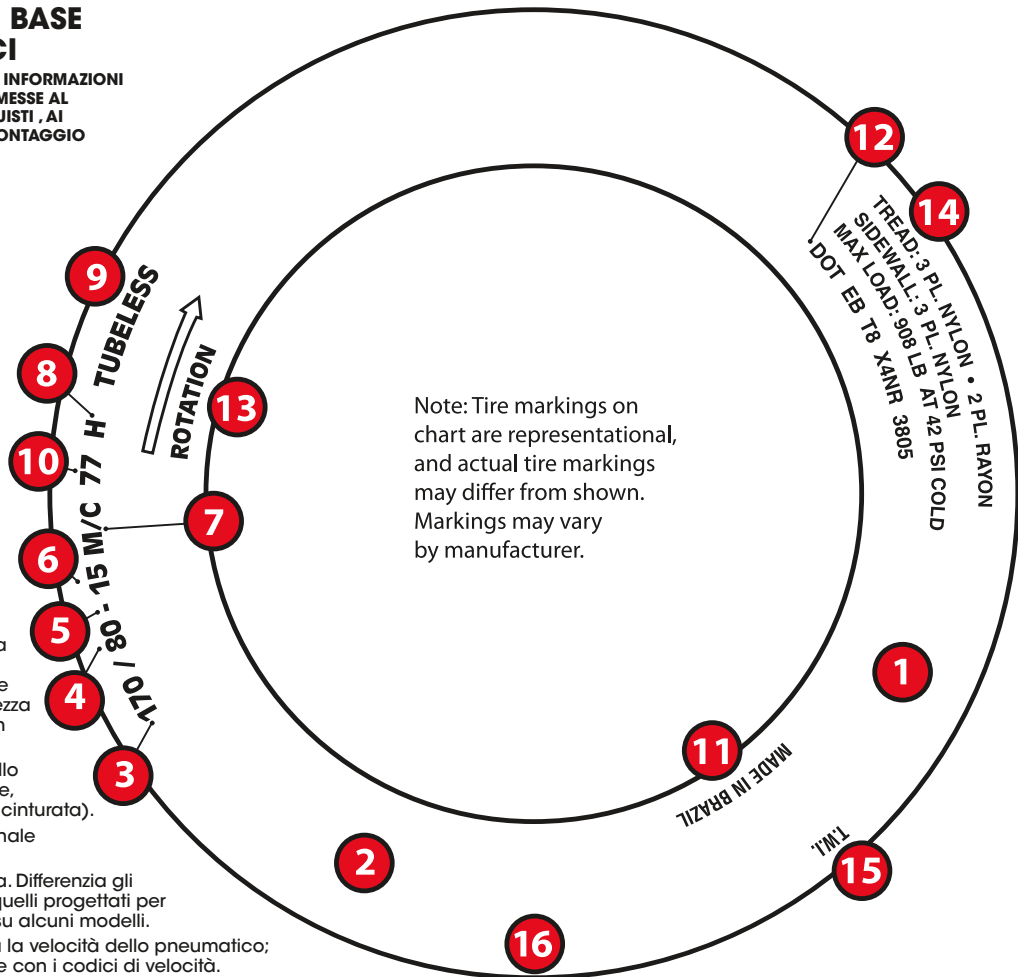 BASE
CI
INFORMAZIONI
MESSE AL
UISTI , AI
ONTAGGIO
12
14
TREAD: 3 PL. NYLON • 2 PL. RAYON
SIDEWALL: 3 PL. NYLON
MAX LOAD: 908 LB AT 42 PSI COLD
DOT EB T8 X4NR 3805
9
8
10
6
5
4
3
170 / 80 - 15 M/C 77 H TUBELESS
ROTATION
13
7
Note: Tire markings on
chart are representational,
and actual tire markings
may differ from shown.
Markings may vary
by manufacturer.
1
11
MADE IN BRAZIL
T.W.I.
15
2
16
a
e
ezza
n
llo
e,
cinturata).
nale
a. Differenzia gli
quelli progettati per
su alcuni modelli.
a la velocità dello pneumatico;
e con i codici di velocità.